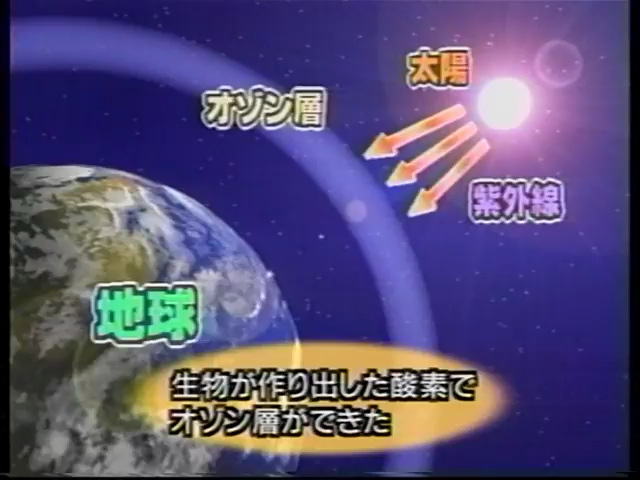 太陽
オゾン層
紫外線
地球
生物が作り出した酸素で
オゾン層ができた